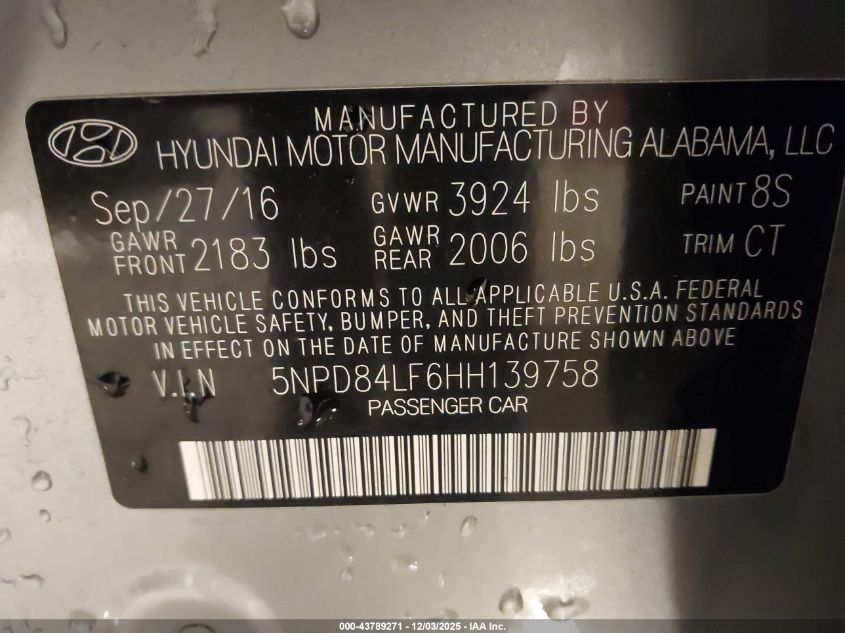 MANUFACTURED BY
HYUNDAI MOTOR MANUFACTURING ALABAMA, LLC
Sep/27/16 GVWR 3924 lbs PAINT 8S
GAWR FRONT 2183 lbs GAWR REAR 2006 lbs TRIM CT
THIS VEHICLE CONFORMS TO ALL APPLICABLE U.S.A. FEDERAL
MOTOR VEHICLE SAFETY, BUMPER, AND THEFT PREVENTION STANDARDS
IN EFFECT ON THE DATE OF MANUFACTURE SHOWN ABOVE
V.I.N 5NPD84LF6HH139758
PASSENGER CAR
000-43789271 - 12/03/2025 - IAA Inc.